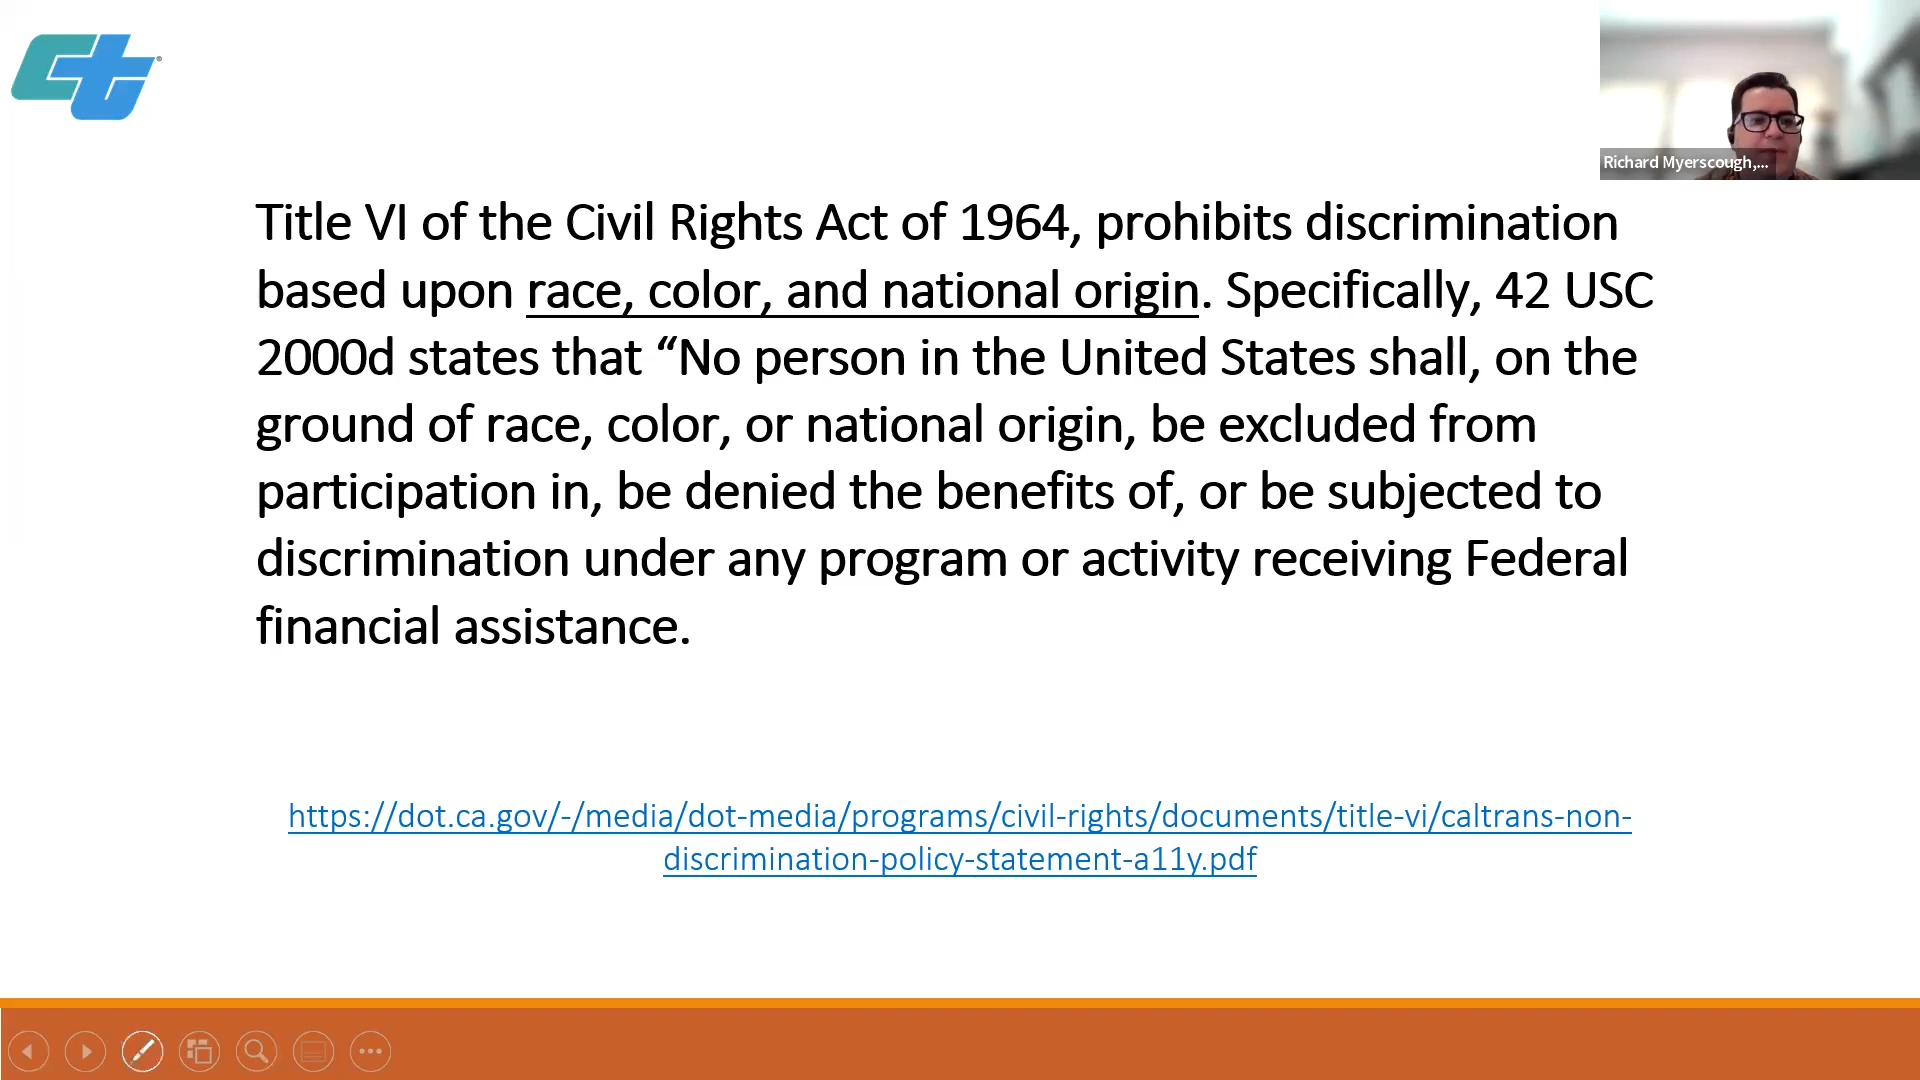 ct
Richard Myerscough,...
Title VI of the Civil Rights Act of 1964, prohibits discrimination
based upon race, color, and national origin. Specifically, 42 USC
2000d states that “No person in the United States shall, on the
ground of race, color, or national origin, be excluded from
participation in, be denied the benefits of, or be subjected to
discrimination under any program or activity receiving Federal
financial assistance.
https://dot.ca.gov/-/media/dot-media/programs/civil-rights/documents/title-vi/caltrans-non-
discrimination-policy-statement-a11y.pdf